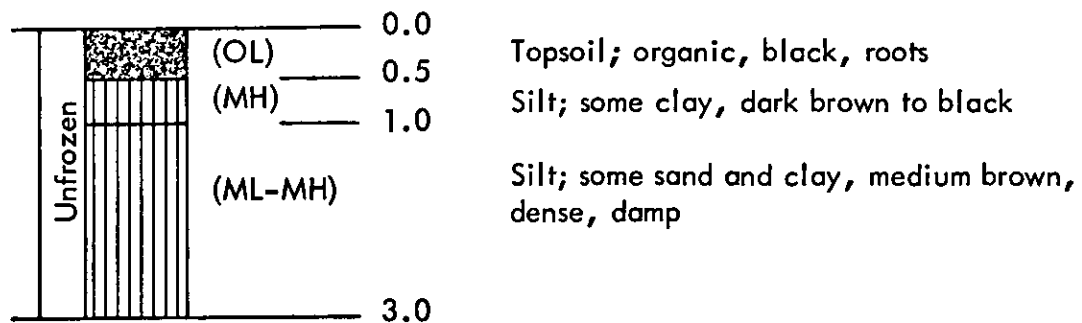 0.0
(OL)
Topsoil; organic, black, roots
0.5
(MH)
Silt; some clay, dark brown to black
1.0
Unfrozen
(ML-MH)
Silt; some sand and clay, medium brown,
dense, damp
3.0